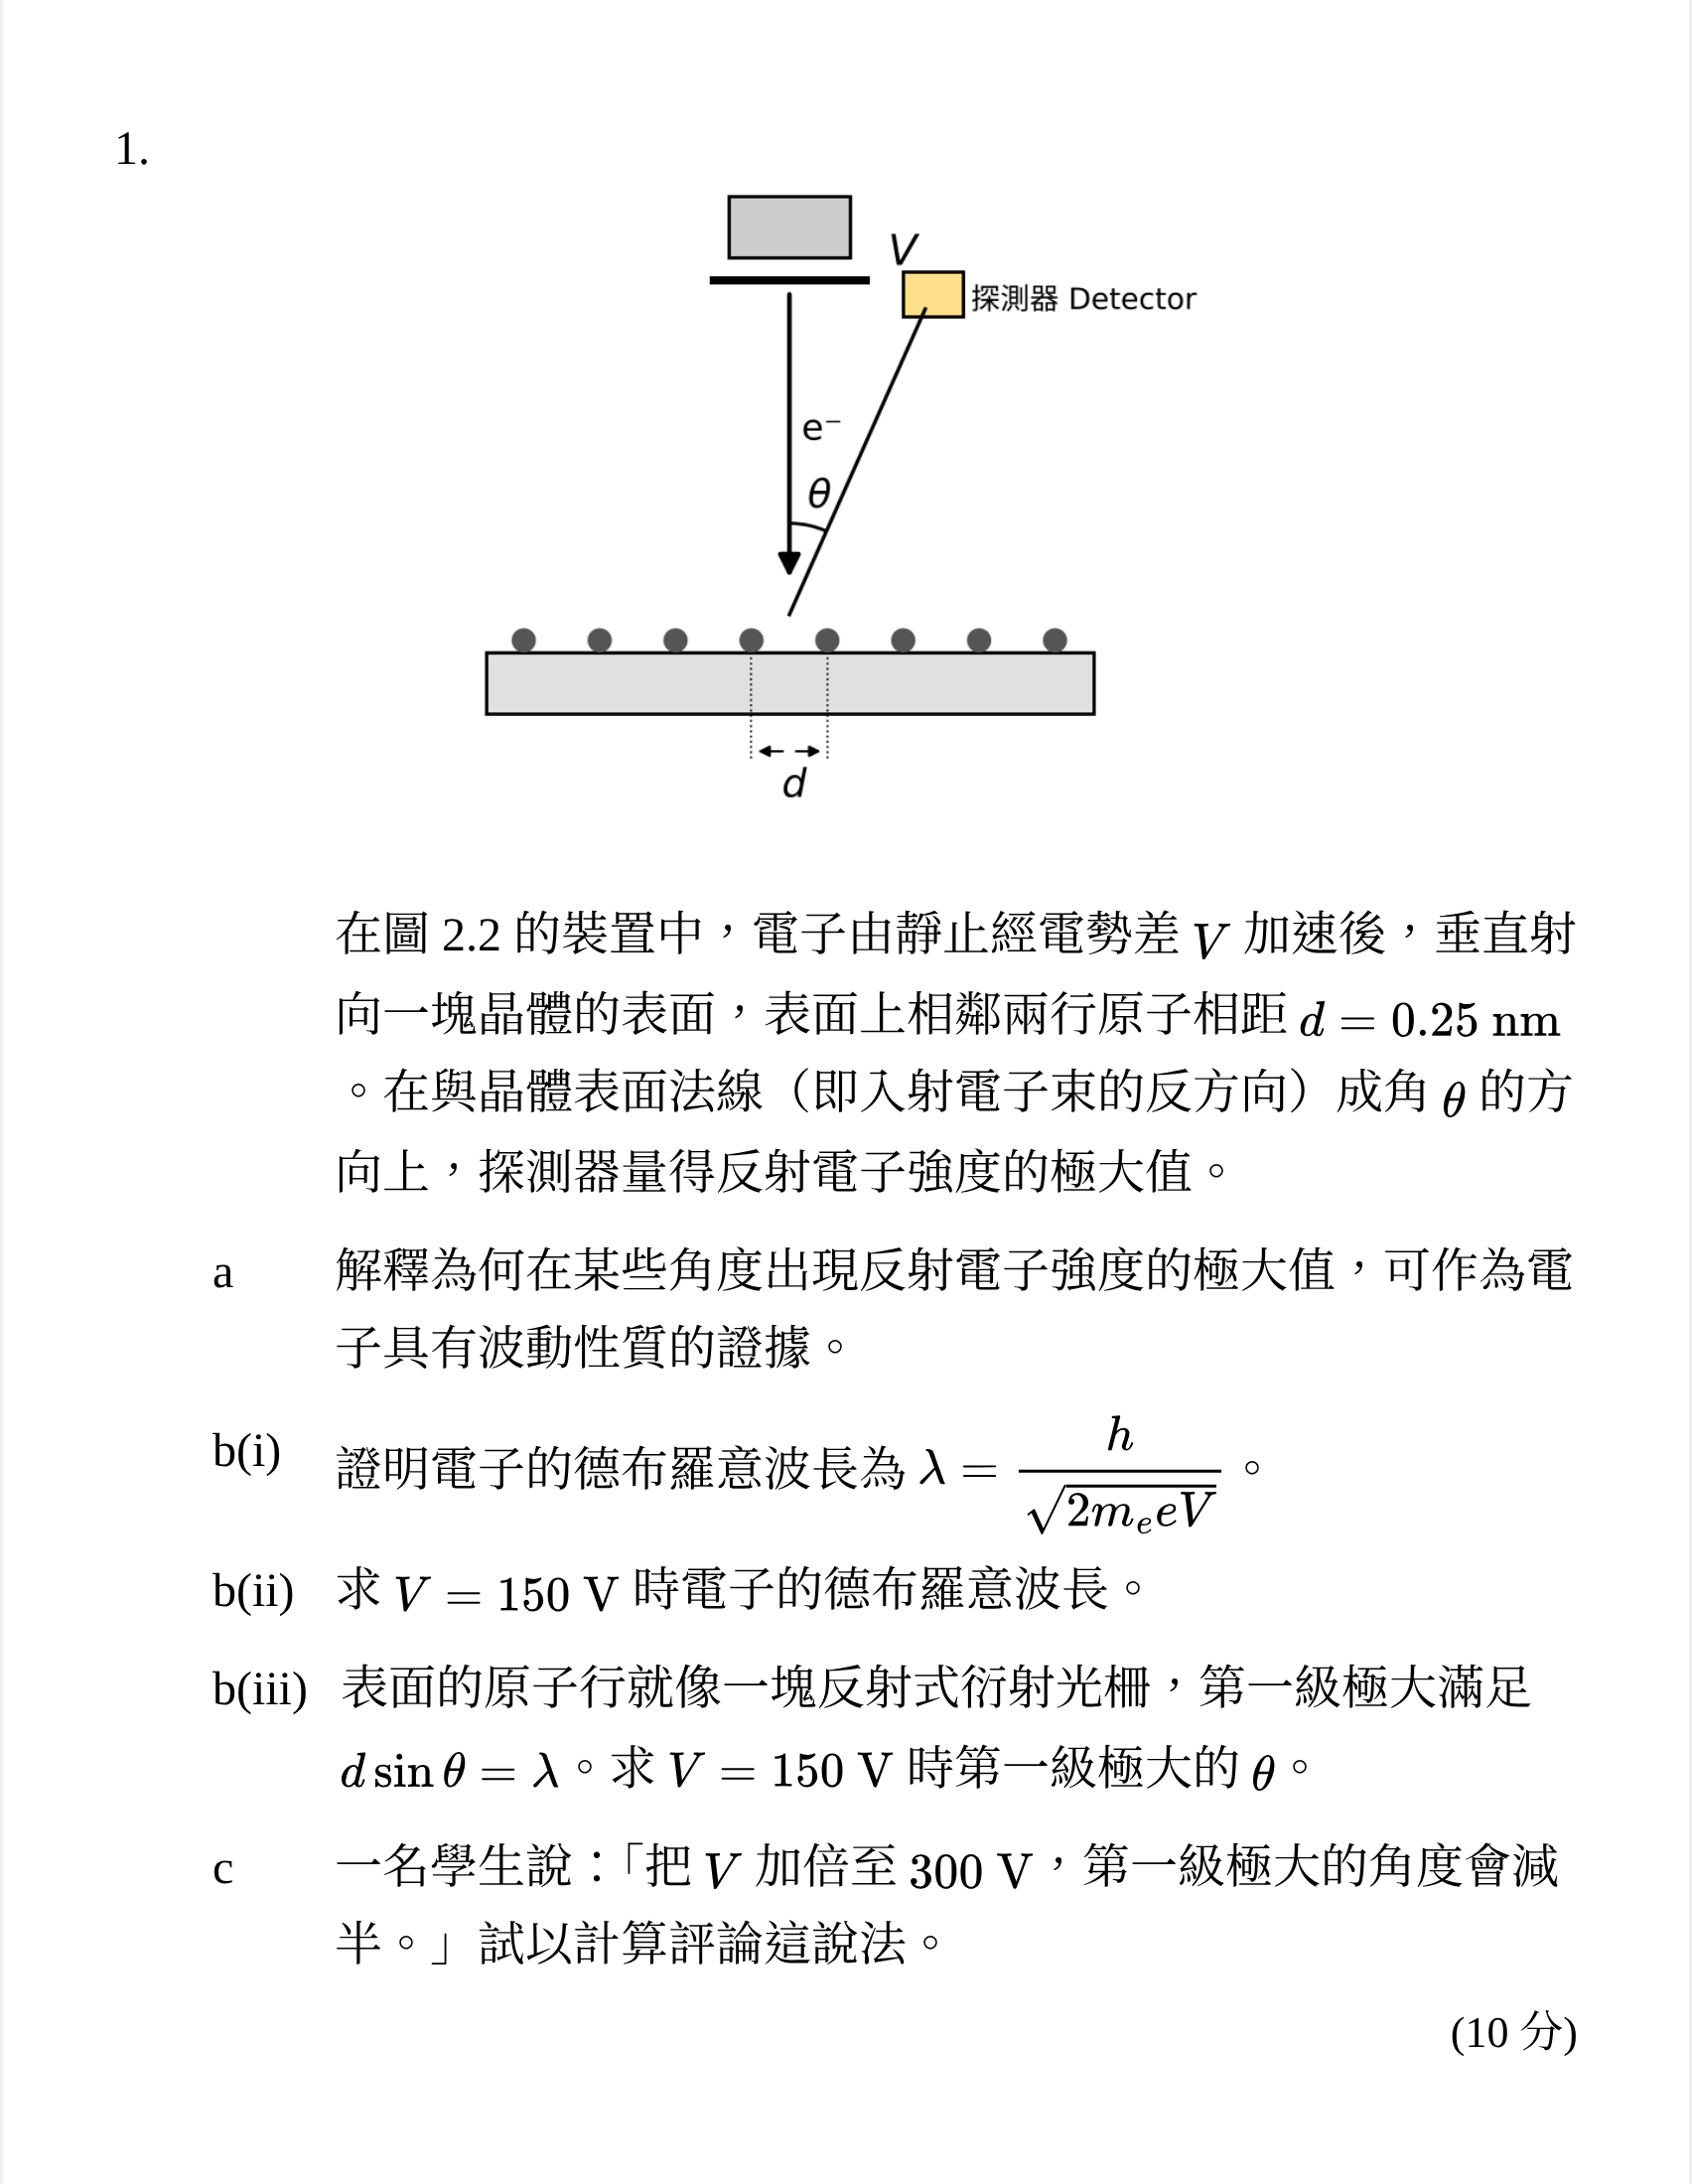 1.
V
探測器 Detector
e⁻
θ
d
在圖 2.2 的裝置中，電子由靜止經電勢差 V 加速後，垂直射
向一塊晶體的表面，表面上相鄰兩行原子相距 d = 0.25 nm
。在與晶體表面法線（即入射電子束的反方向）成角 θ 的方
向上，探測器量得反射電子強度的極大值。
a 解釋為何在某些角度出現反射電子強度的極大值，可作為電
子具有波動性質的證據。
b(i) 證明電子的德布羅意波長為 λ = h / √(2mₑeV) 。
b(ii) 求 V = 150 V 時電子的德布羅意波長。
b(iii) 表面的原子行就像一塊反射式衍射光柵，第一級極大滿足
d sin θ = λ。求 V = 150 V 時第一級極大的 θ。
c 一名學生說：「把 V 加倍至 300 V，第一級極大的角度會減
半。」試以計算評論這說法。
(10 分)